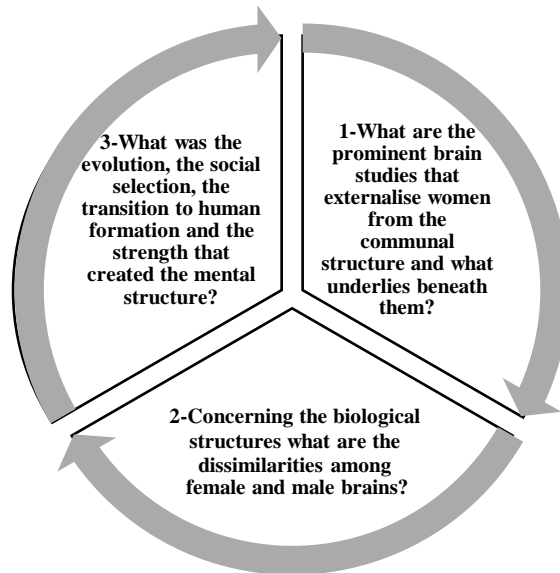 1-What are the
prominent brain
studies that
externalise women
from the
communal
structure and what
underlies beneath
them?
2-Concerning the biological
structures what are the
dissimilarities among
female and male brains?
3-What was the
evolution, the social
selection, the
transition to human
formation and the
strength that
created the mental
structure?